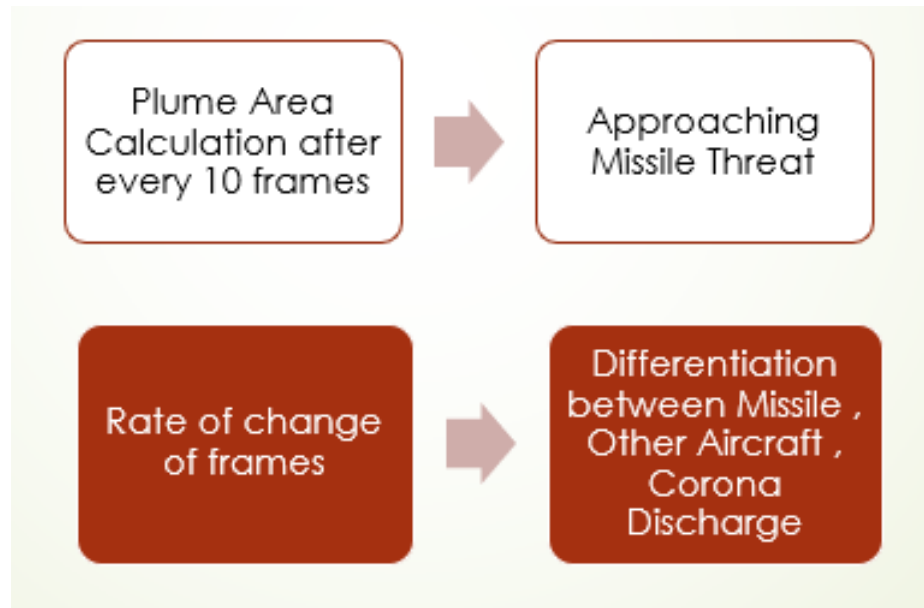 Plume Area
Calculation after
every 10 frames
Approaching
Missile Threat
Rate of change
of frames
Differentiation
between Missile ,
Other Aircraft ,
Corona
Discharge